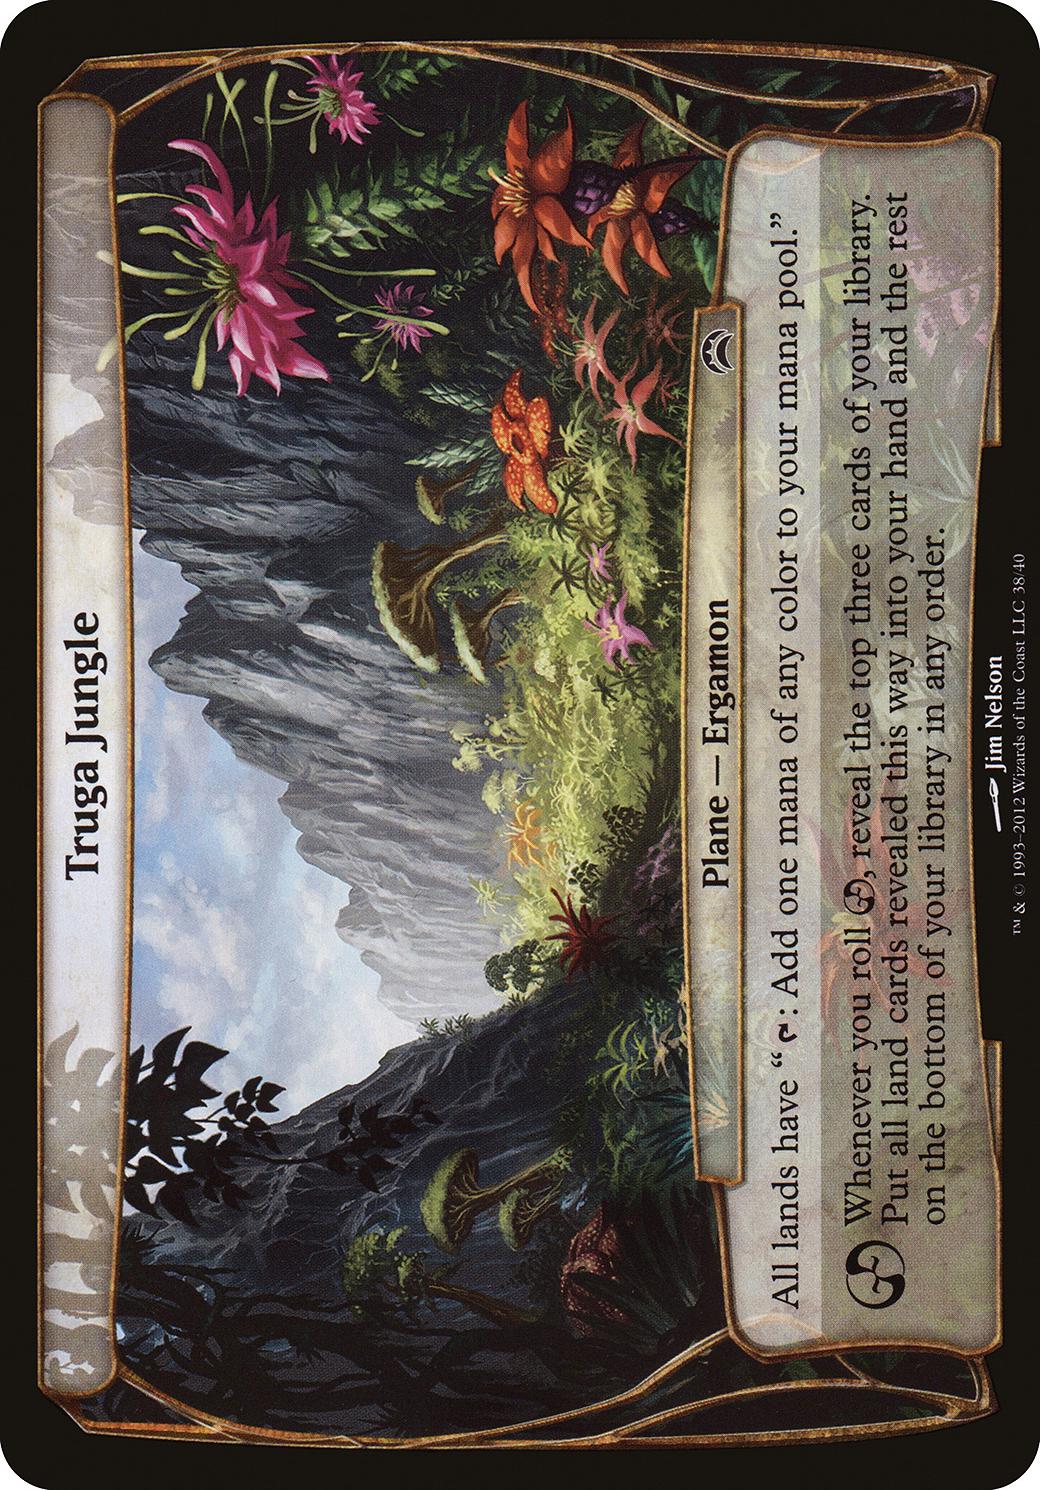 Truga Jungle
Plane — Ergamon
All lands have “: Add one mana of any color to your mana pool.”
Whenever you roll , reveal the top three cards of your library.
Put all land cards revealed this way into your hand and the rest
on the bottom of your library in any order.
Jim Nelson
™ & © 1993–2012 Wizards of the Coast LLC 38/40